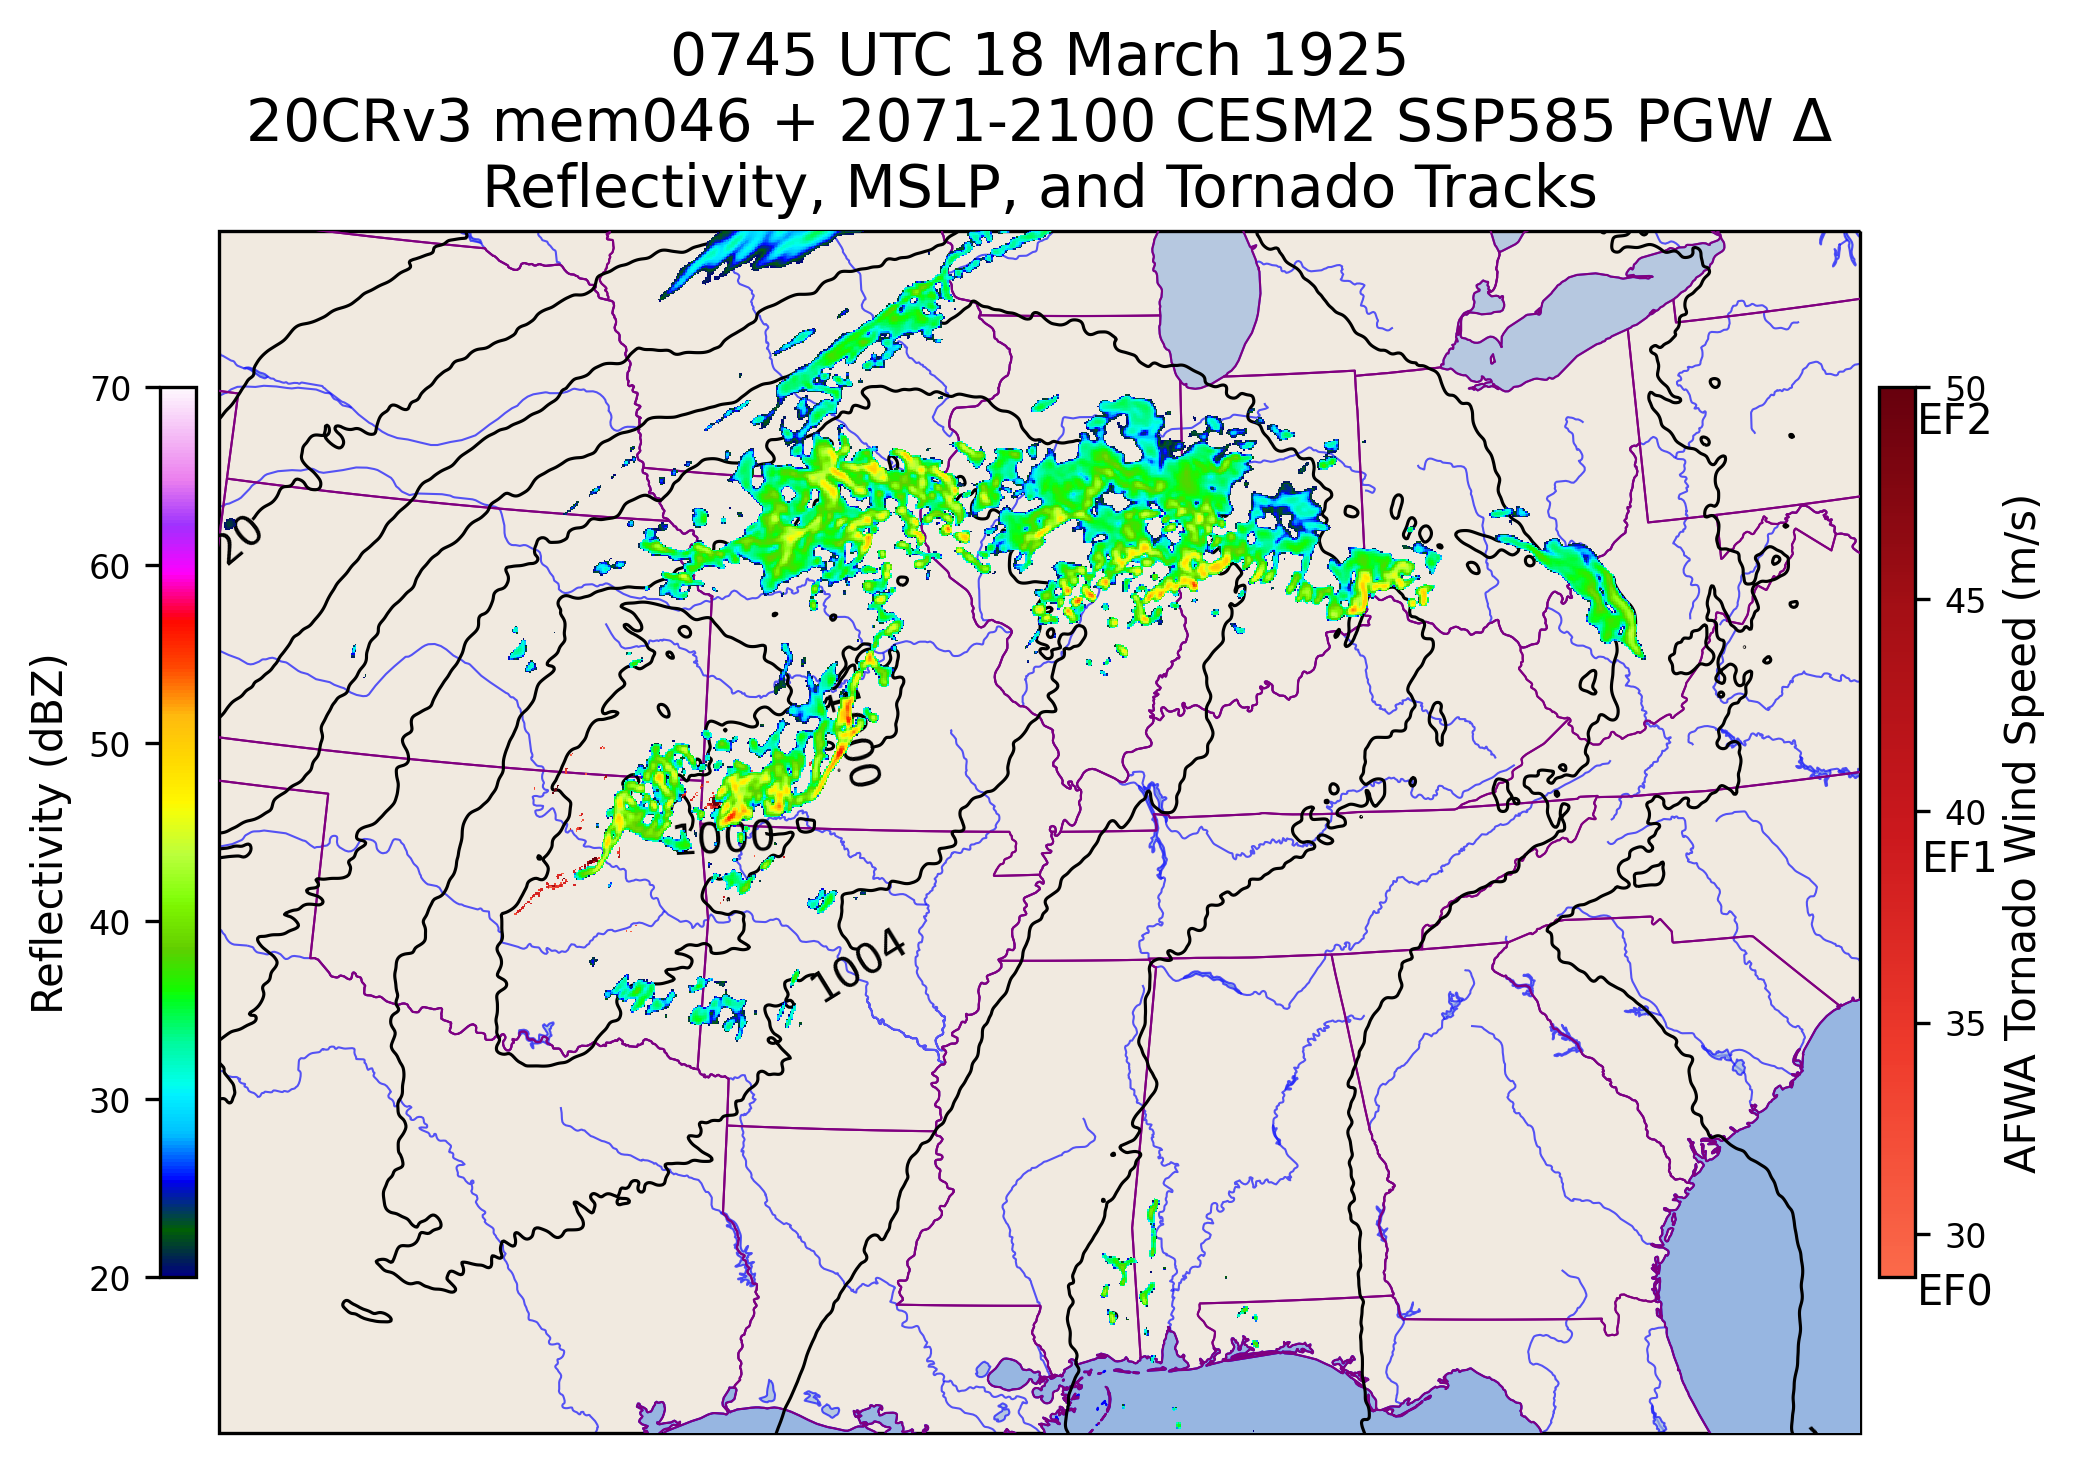 0745 UTC 18 March 1925
20CRv3 mem046 + 2071-2100 CESM2 SSP585 PGW Δ
Reflectivity, MSLP, and Tornado Tracks
70
60
50
40
30
20
Reflectivity (dBZ)
20
1000
1004
50
EF2
45
40
EF1
35
30
EF0
AFWA Tornado Wind Speed (m/s)